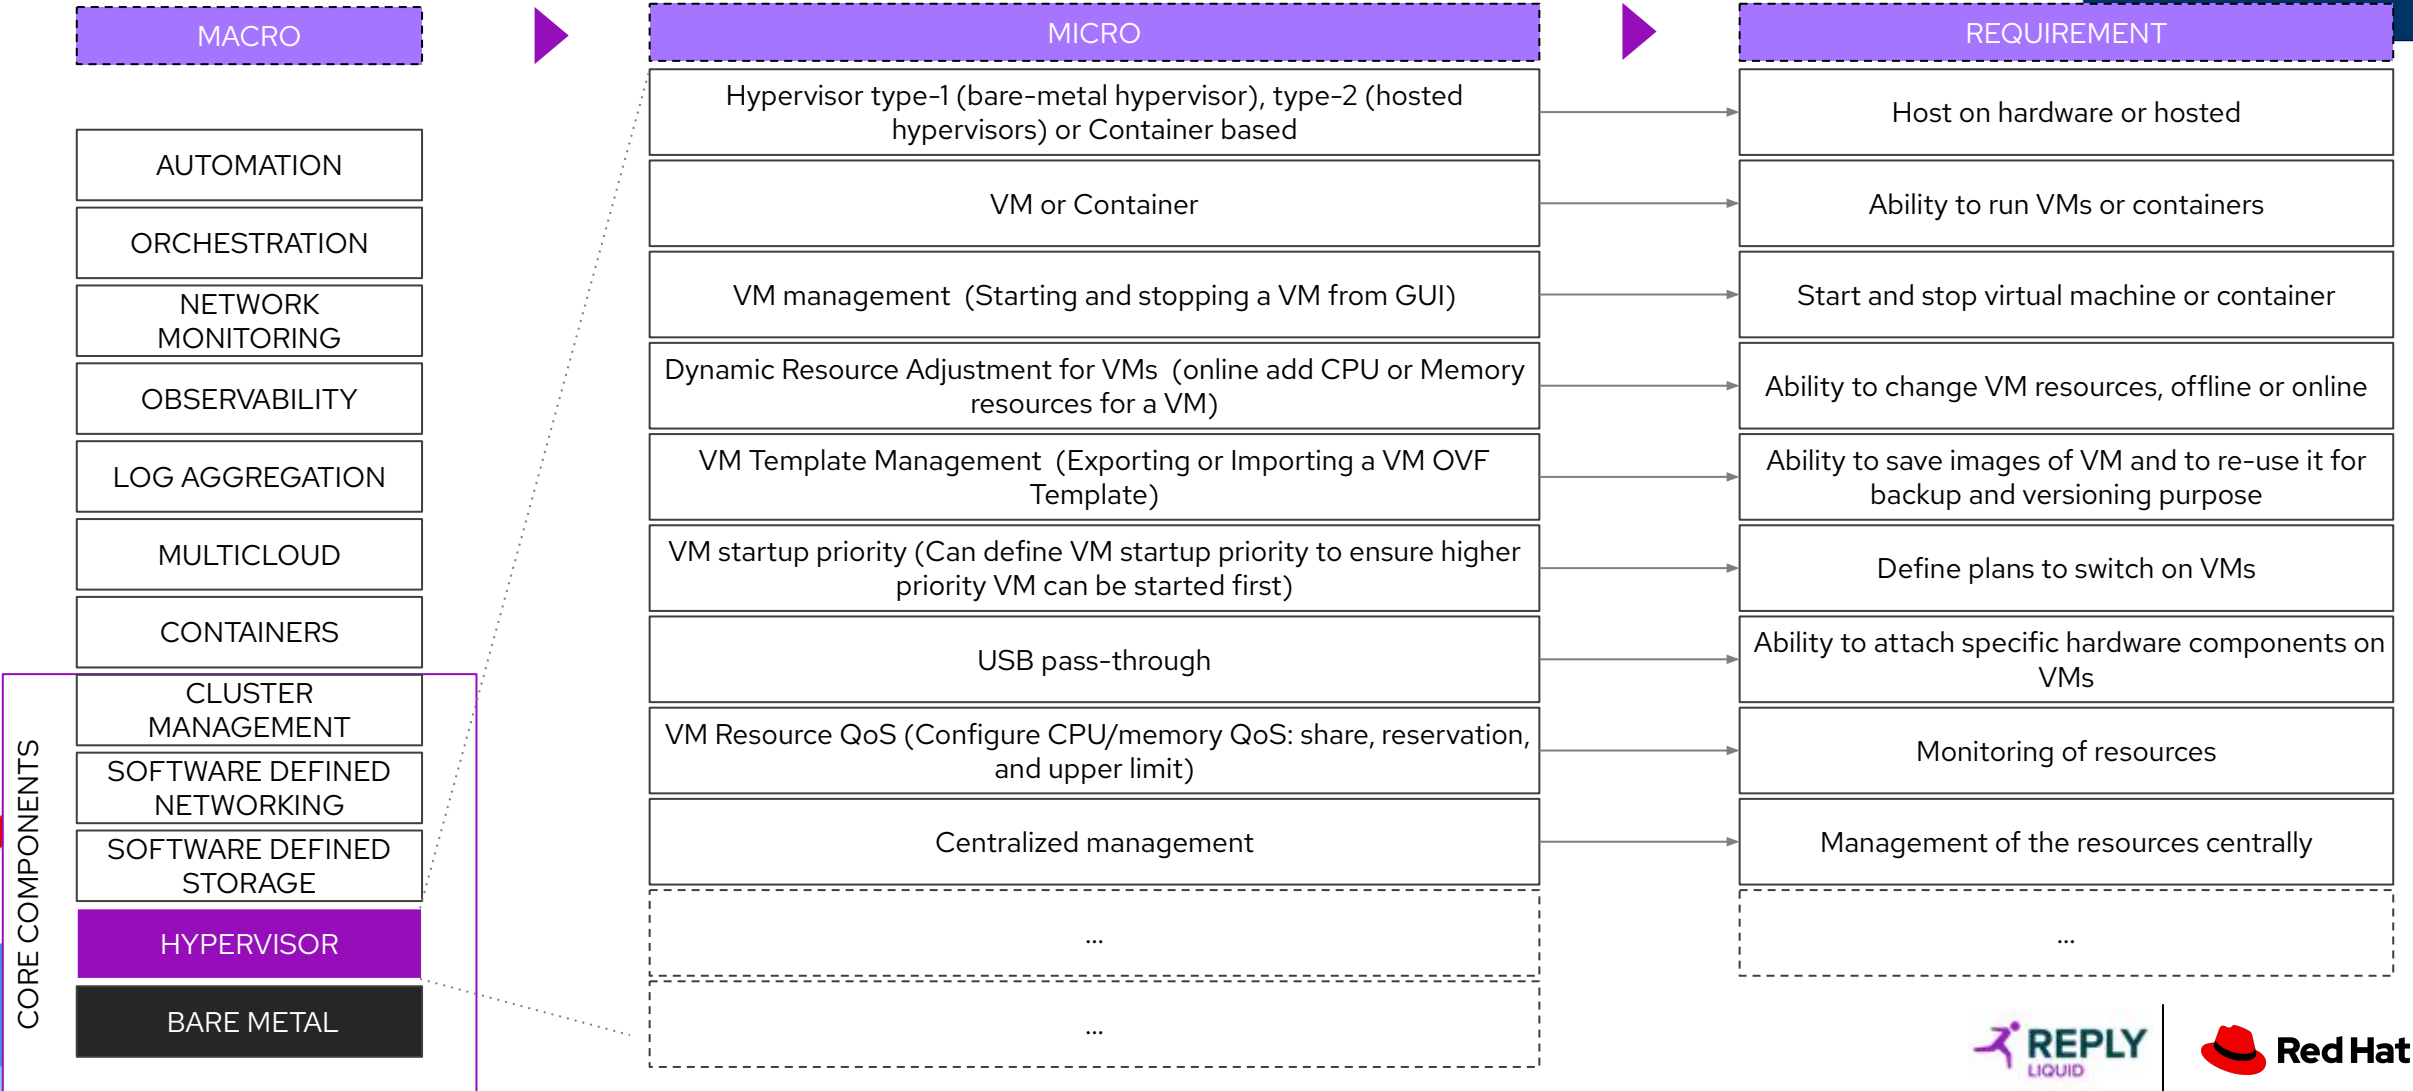 MACRO
MICRO
REQUIREMENT
AUTOMATION
ORCHESTRATION
NETWORK
MONITORING
OBSERVABILITY
LOG AGGREGATION
MULTICLOUD
CONTAINERS
CORE COMPONENTS
CLUSTER
MANAGEMENT
SOFTWARE DEFINED
NETWORKING
SOFTWARE DEFINED
STORAGE
HYPERVISOR
BARE METAL
Hypervisor type-1 (bare-metal hypervisor), type-2 (hosted
hypervisors) or Container based
Host on hardware or hosted
VM or Container
Ability to run VMs or containers
VM management  (Starting and stopping a VM from GUI)
Start and stop virtual machine or container
Dynamic Resource Adjustment for VMs  (online add CPU or Memory
resources for a VM)
Ability to change VM resources, offline or online
VM Template Management  (Exporting or Importing a VM OVF
Template)
Ability to save images of VM and to re-use it for
backup and versioning purpose
VM startup priority (Can define VM startup priority to ensure higher
priority VM can be started first)
Define plans to switch on VMs
USB pass-through
Ability to attach specific hardware components on
VMs
VM Resource QoS (Configure CPU/memory QoS: share, reservation,
and upper limit)
Monitoring of resources
Centralized management
Management of the resources centrally
...
...
...
REPLY
LIQUID
Red Hat